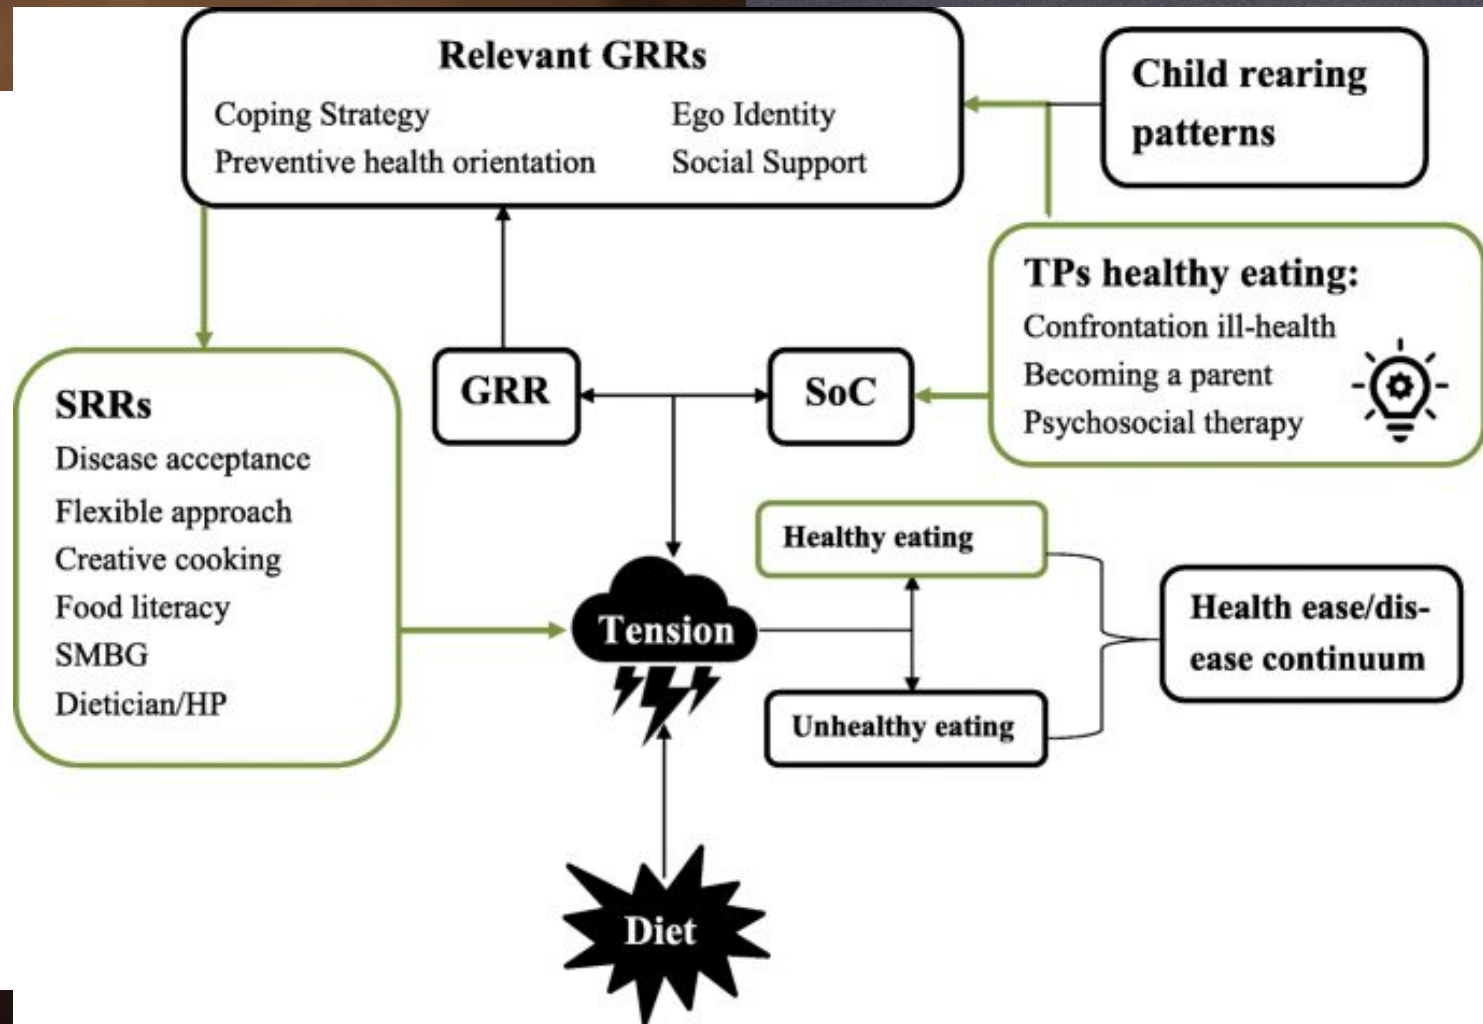 Relevant GRRs
Coping Strategy Ego Identity
Preventive health orientation Social Support
Child rearing
patterns
TPs healthy eating:
Confrontation ill-health
Becoming a parent
Psychosocial therapy
SRRs
Disease acceptance
Flexible approach
Creative cooking
Food literacy
SMBG
Dietician/HP
GRR
SoC
Tension
Healthy eating
Unhealthy eating
Health ease/dis-
ease continuum
Diet